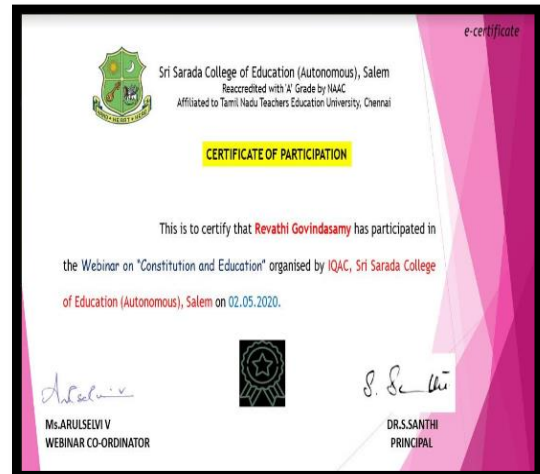 e-certificate
Sri Sarada College of Education (Autonomous), Salem
Reaccredited with 'A' Grade by NAAC
Affiliated to Tamil Nadu Teachers Education University, Chennai
CERTIFICATE OF PARTICIPATION
This is to certify that Revathi Govindasamy has participated in
the Webinar on "Constitution and Education" organised by IQAC, Sri Sarada College
of Education (Autonomous), Salem on 02.05.2020.
Ms.ARULSELVI V
WEBINAR CO-ORDINATOR
DR.S.SANTHI
PRINCIPAL